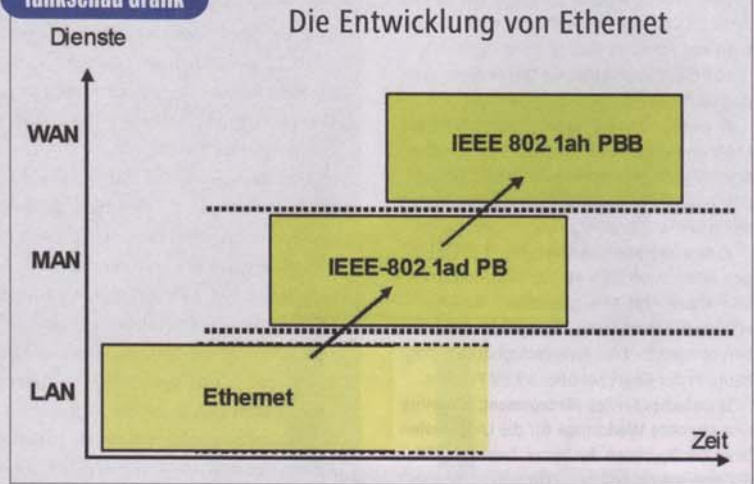 funkschau Grafik
Die Entwicklung von Ethernet
Dienste
WAN
IEEE 802.1ah PBB
MAN
IEEE-802.1ad PB
LAN
Ethernet
Zeit